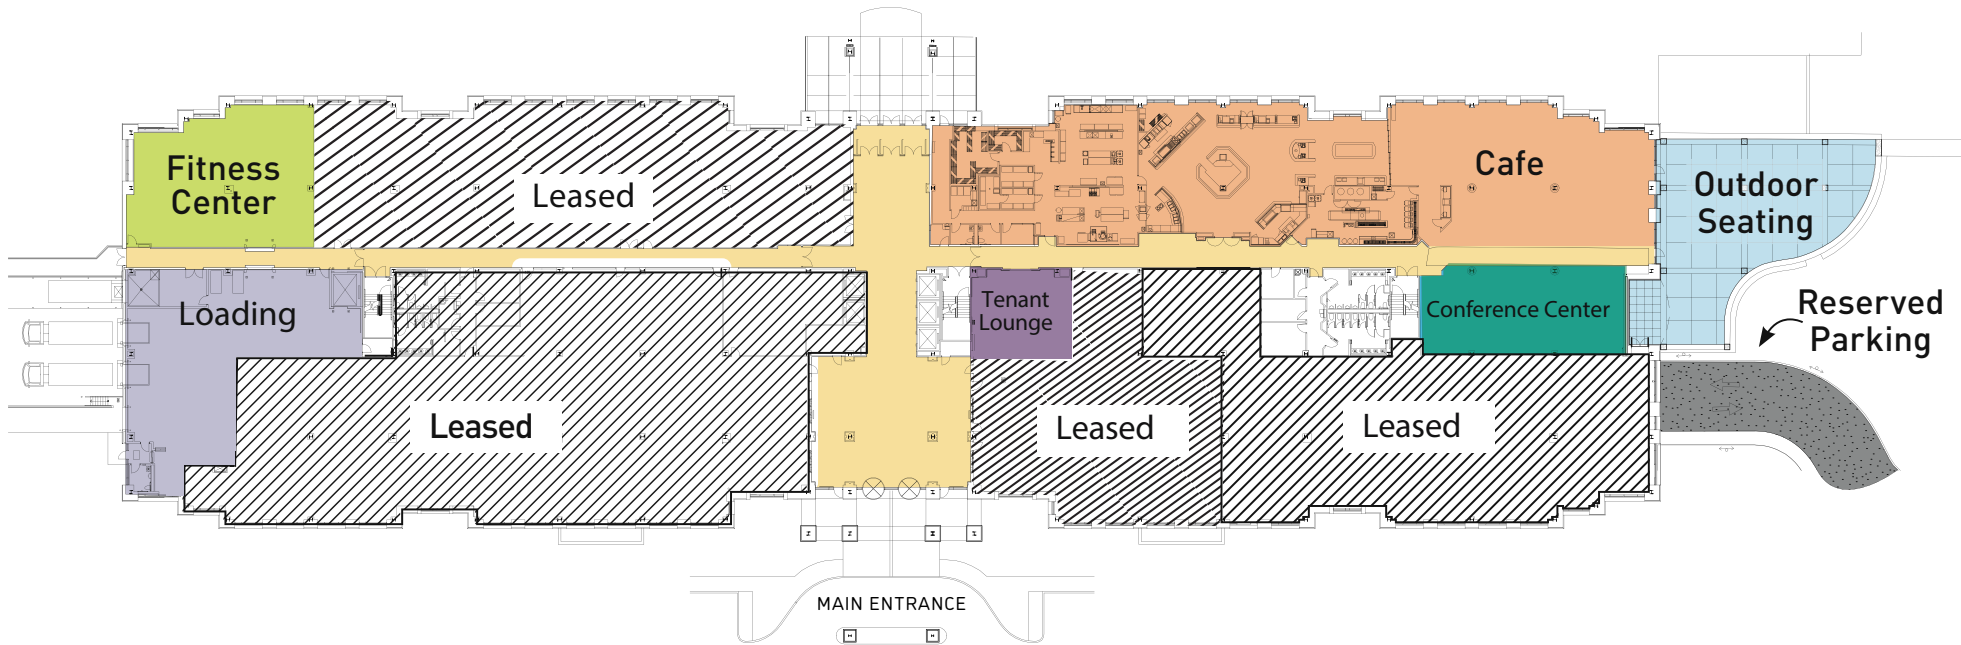 Fitness
Center
Leased
Cafe
Outdoor
Seating
Loading
Tenant
Lounge
Conference Center
Reserved
Parking
Leased
Leased
Leased
MAIN ENTRANCE